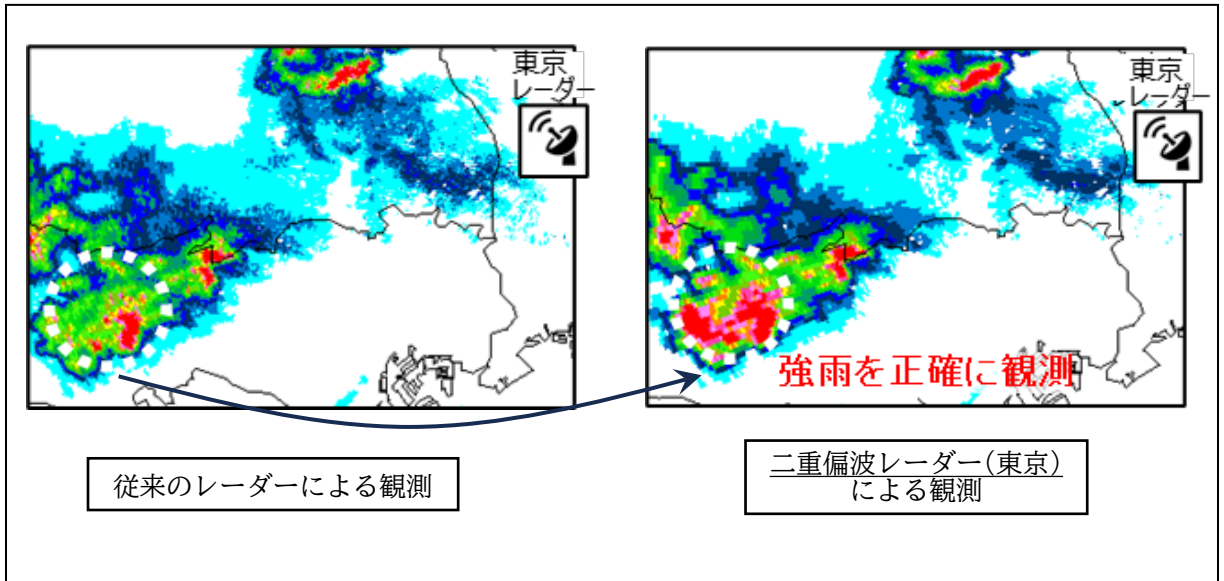 東京
レーダー
東京
レーダー
強雨を正確に観測
従来のレーダーによる観測
二重偏波レーダー(東京)
による観測